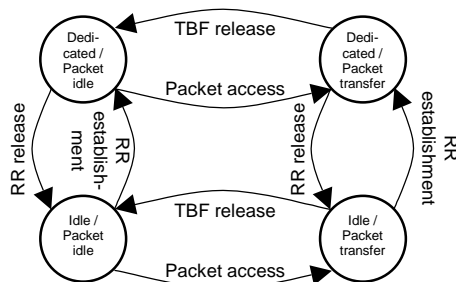 TBF release
Dedi-
cated /
Packet
idle
Dedi-
cated /
Packet
transfer
Packet access
RR release
RR
establish-
ment
RR release
RR
establishment
Idle /
Packet
idle
TBF release
Idle /
Packet
transfer
Packet access